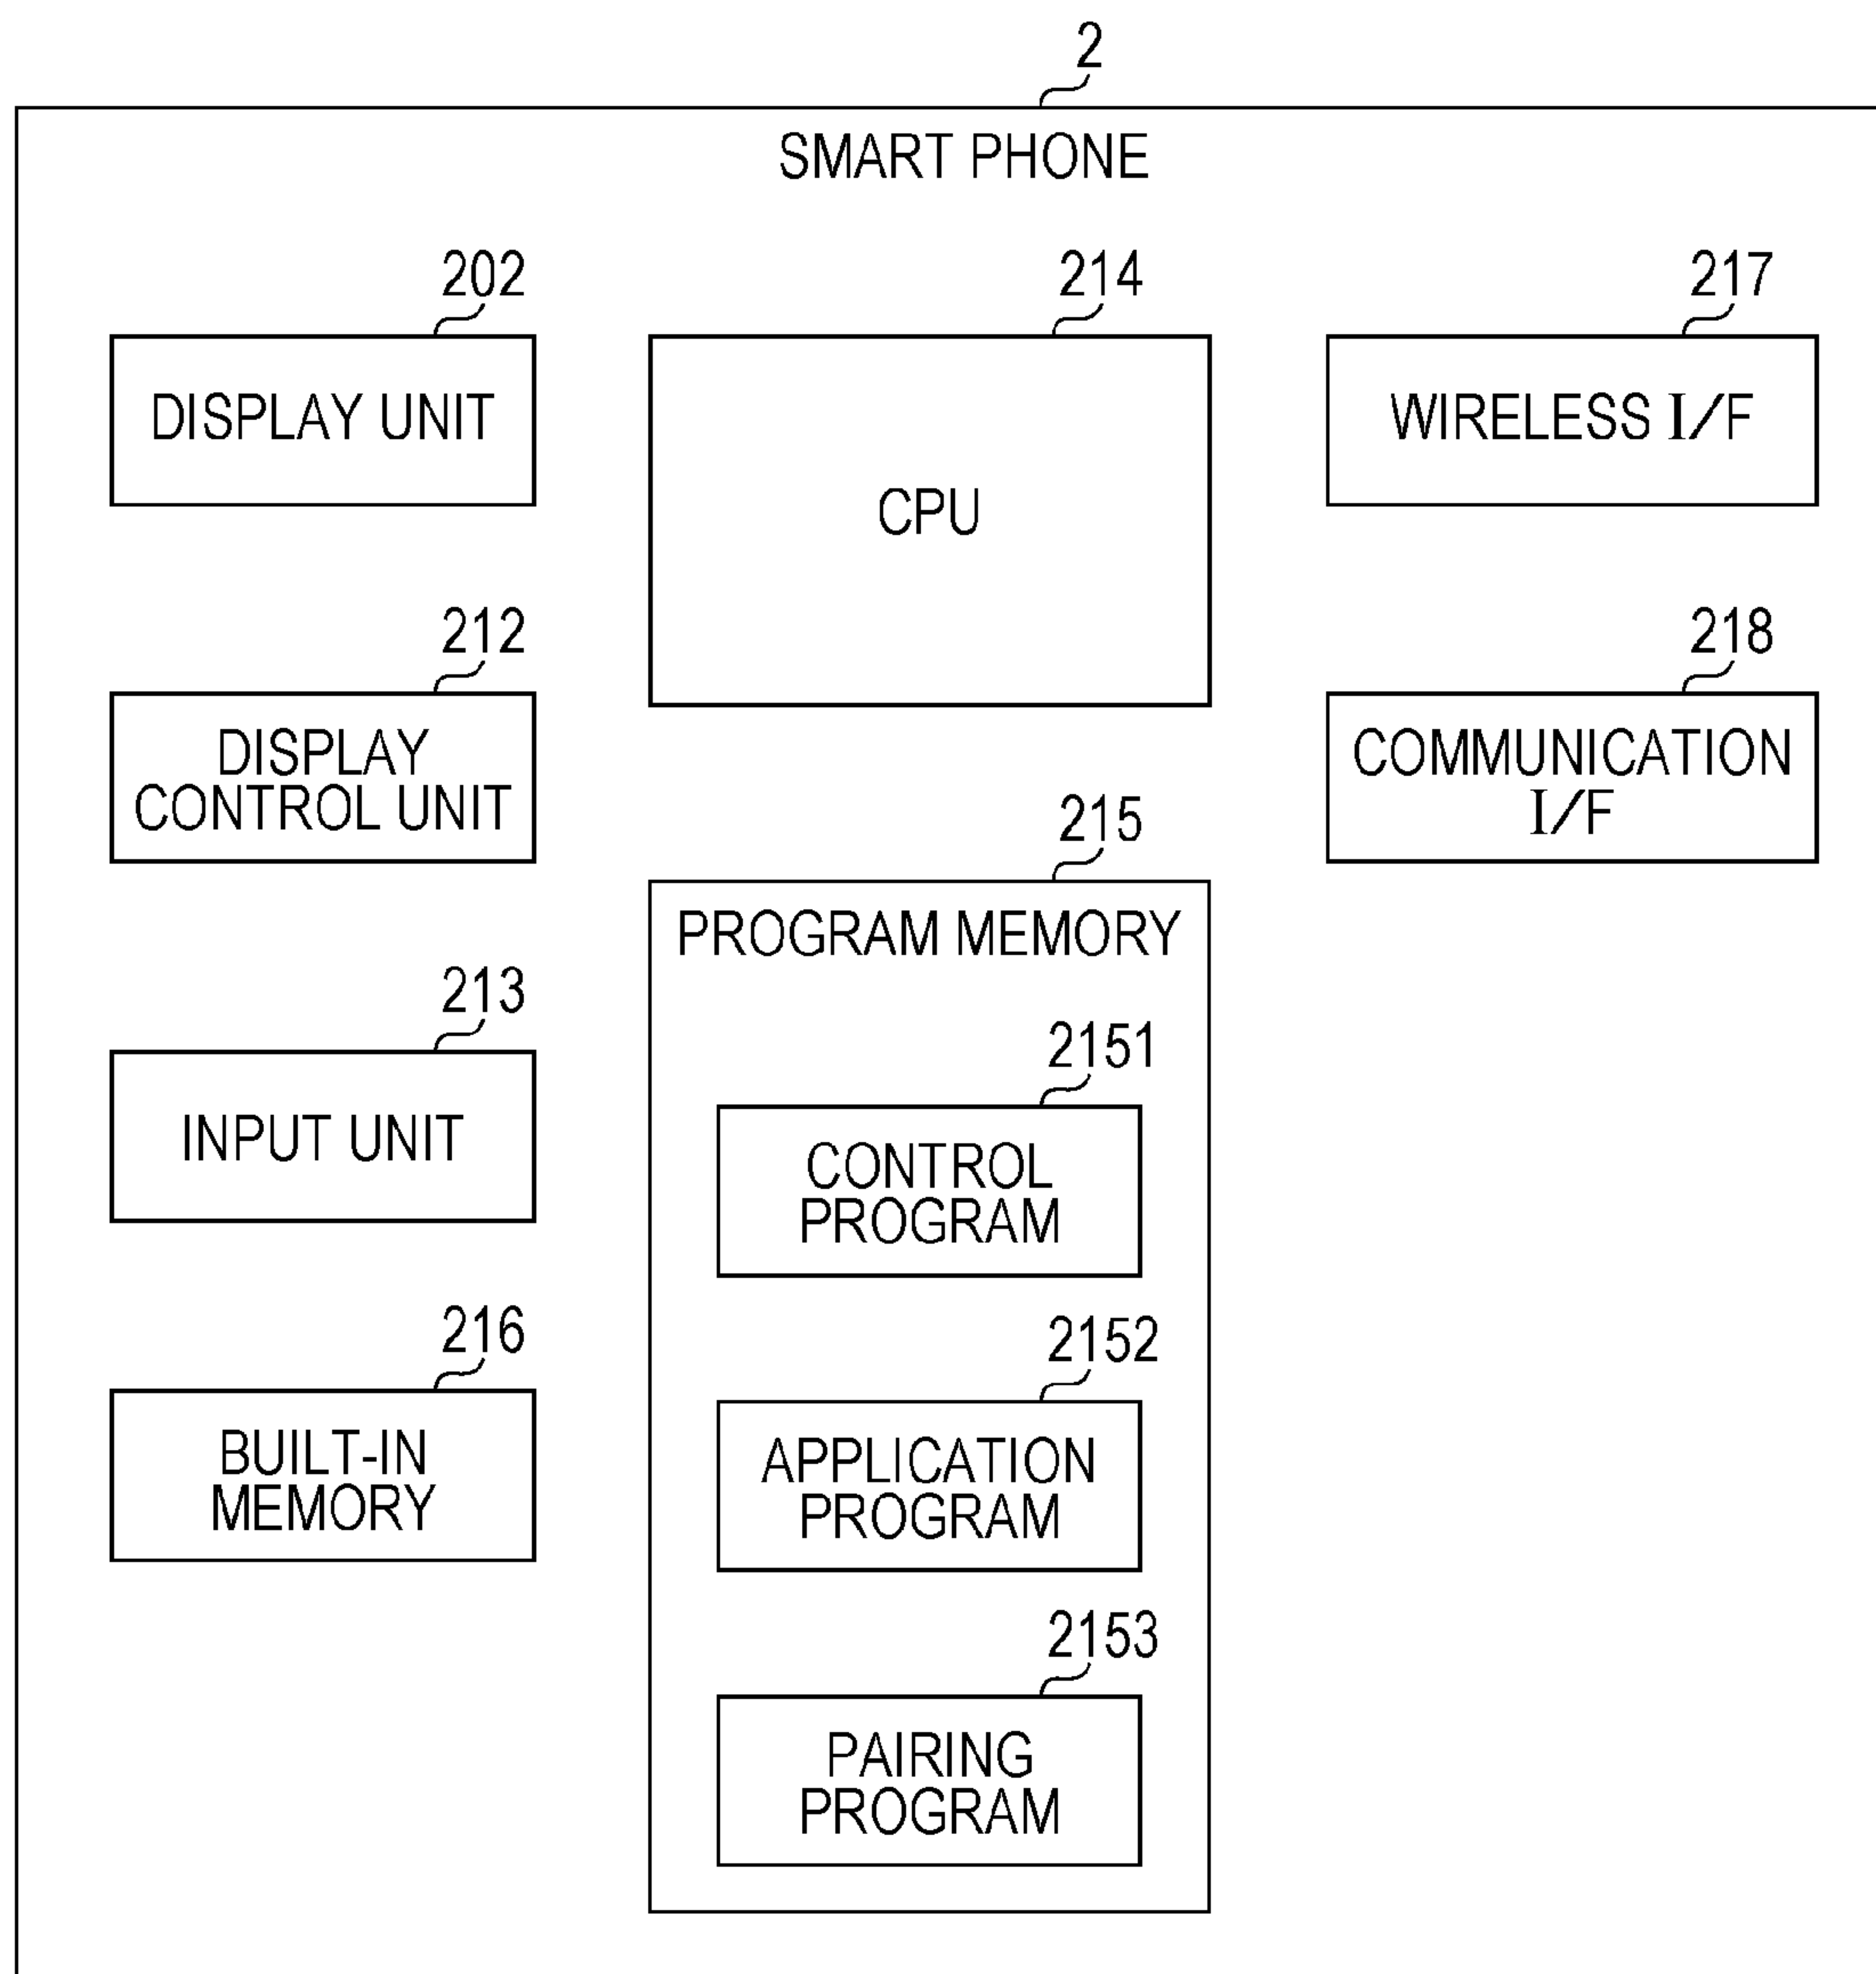 2
SMART PHONE
202
DISPLAY UNIT
214
CPU
217
WIRELESS I/F
212
DISPLAY
CONTROL UNIT
218
COMMUNICATION
I/F
215
PROGRAM MEMORY
213
INPUT UNIT
2151
CONTROL
PROGRAM
216
BUILT-IN
MEMORY
2152
APPLICATION
PROGRAM
2153
PAIRING
PROGRAM